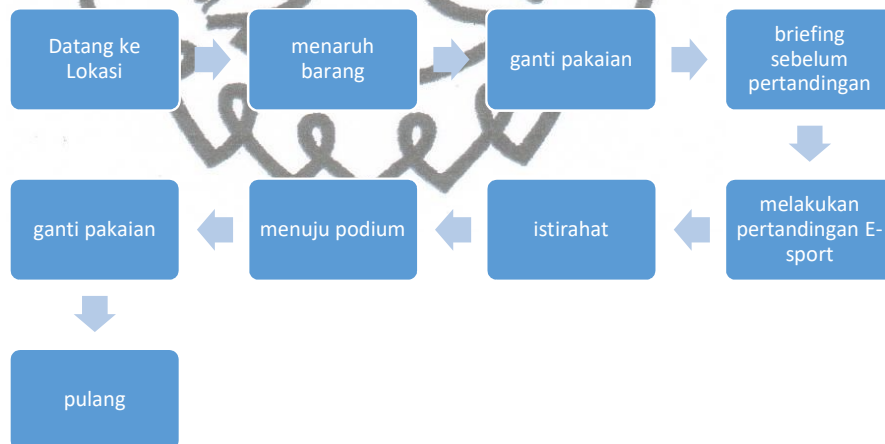 Datang ke
Lokasi
menaruh
barang
ganti pakaian
briefing
sebelum
pertandingan
melakukan
pertandingan E-
sport
istirahat
menuju podium
ganti pakaian
pulang